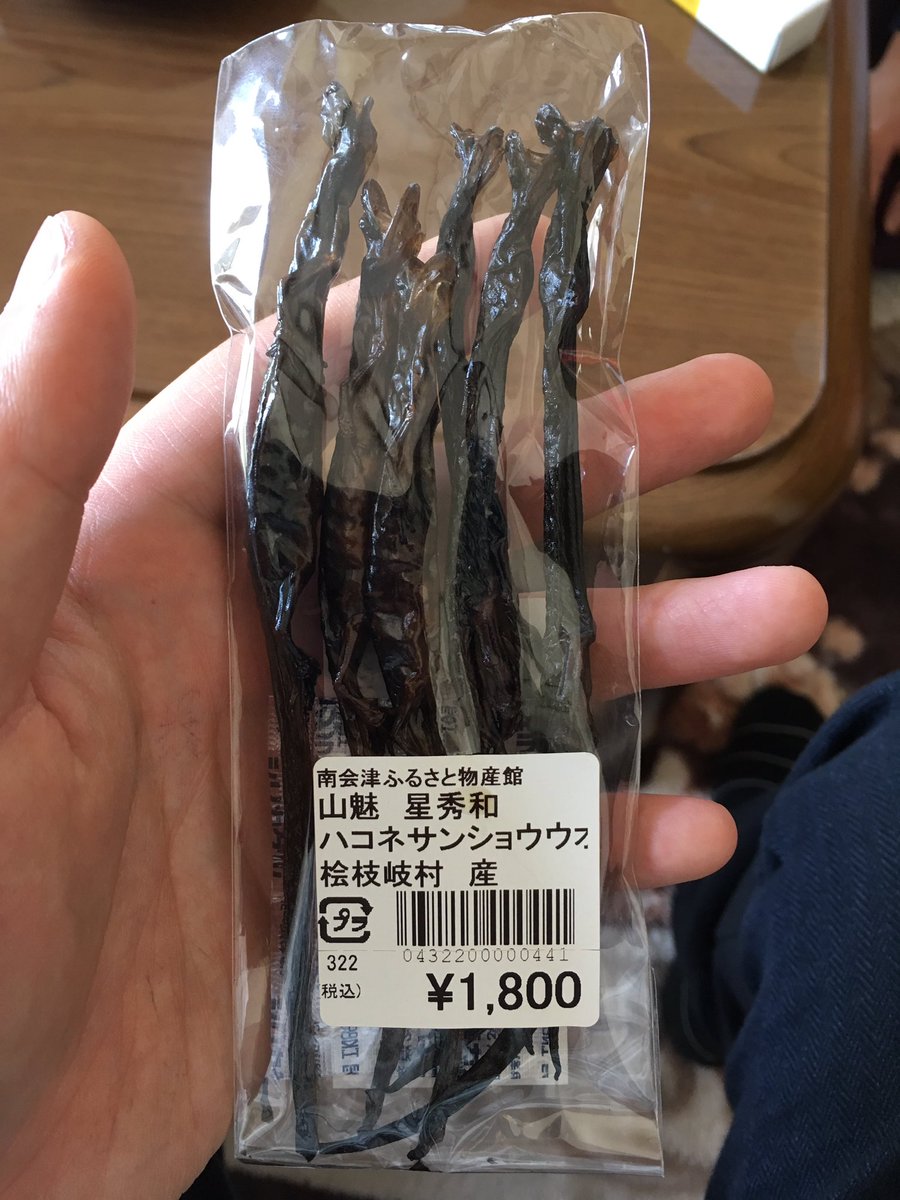 南会津ふるさと物産館
山魅 星秀和
ハコネサンショウウオ
桧枝岐村 産
プラ
0432200000441
322
税込)
¥1,800